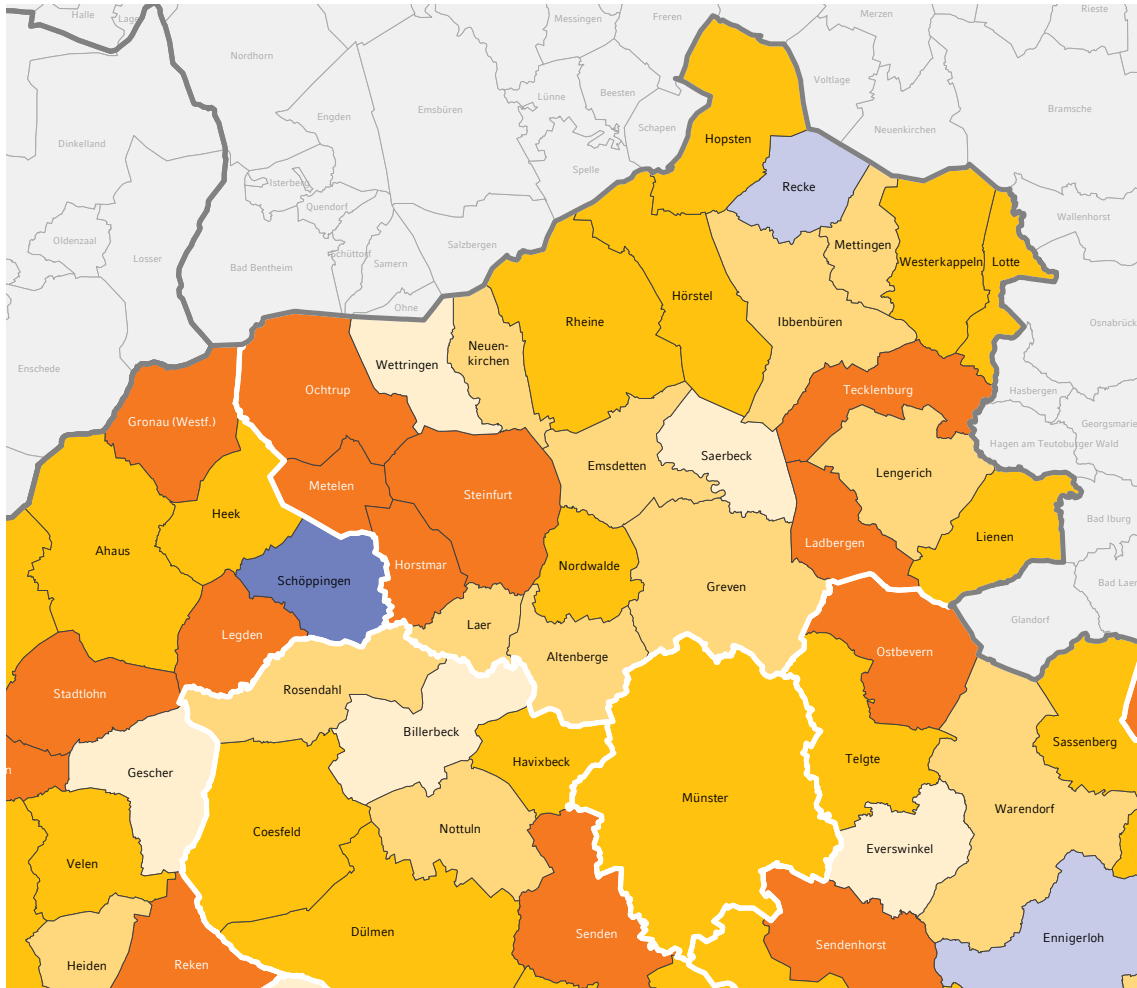 Halle
Lage
Messingen
Freren
Merzen
Rieste
Nordhorn
Voltlage
Lünne
Beesten
Emsbüren
Bramsche
Engden
Schapen
Neuenkirchen
Dinkelland
Hopsten
Spelle
Isterberg
Recke
Quendorf
Wallenhorst
Oldenzaal
Losser
Salzbergen
Mettingen
Schüttorf
Samern
Bad Bentheim
Westerkappeln
Lotte
Hörstel
Ohne
Rheine
Ibbenbüren
Osnabrück
Neuen-
kirchen
Enschede
Wettringen
Ochtrup
Tecklenburg
Hasbergen
Gronau (Westf.)
Georgsmarie
Hagen am Teutoburger Wald
Saerbeck
Emsdetten
Lengerich
Metelen
Steinfurt
Heek
Bad Iburg
Ahaus
Lienen
Ladbergen
Horstmar
Nordwalde
Schöppingen
Bad Laer
Greven
Glandorf
Laer
Legden
Ostbevern
Altenberge
Rosendahl
Stadtlohn
Billerbeck
Sassenberg
Telgte
Havixbeck
n
Gescher
Münster
Warendorf
Nottuln
Coesfeld
Everswinkel
Velen
Dülmen
Senden
Ennigerloh
Sendenhorst
Heiden
Reken